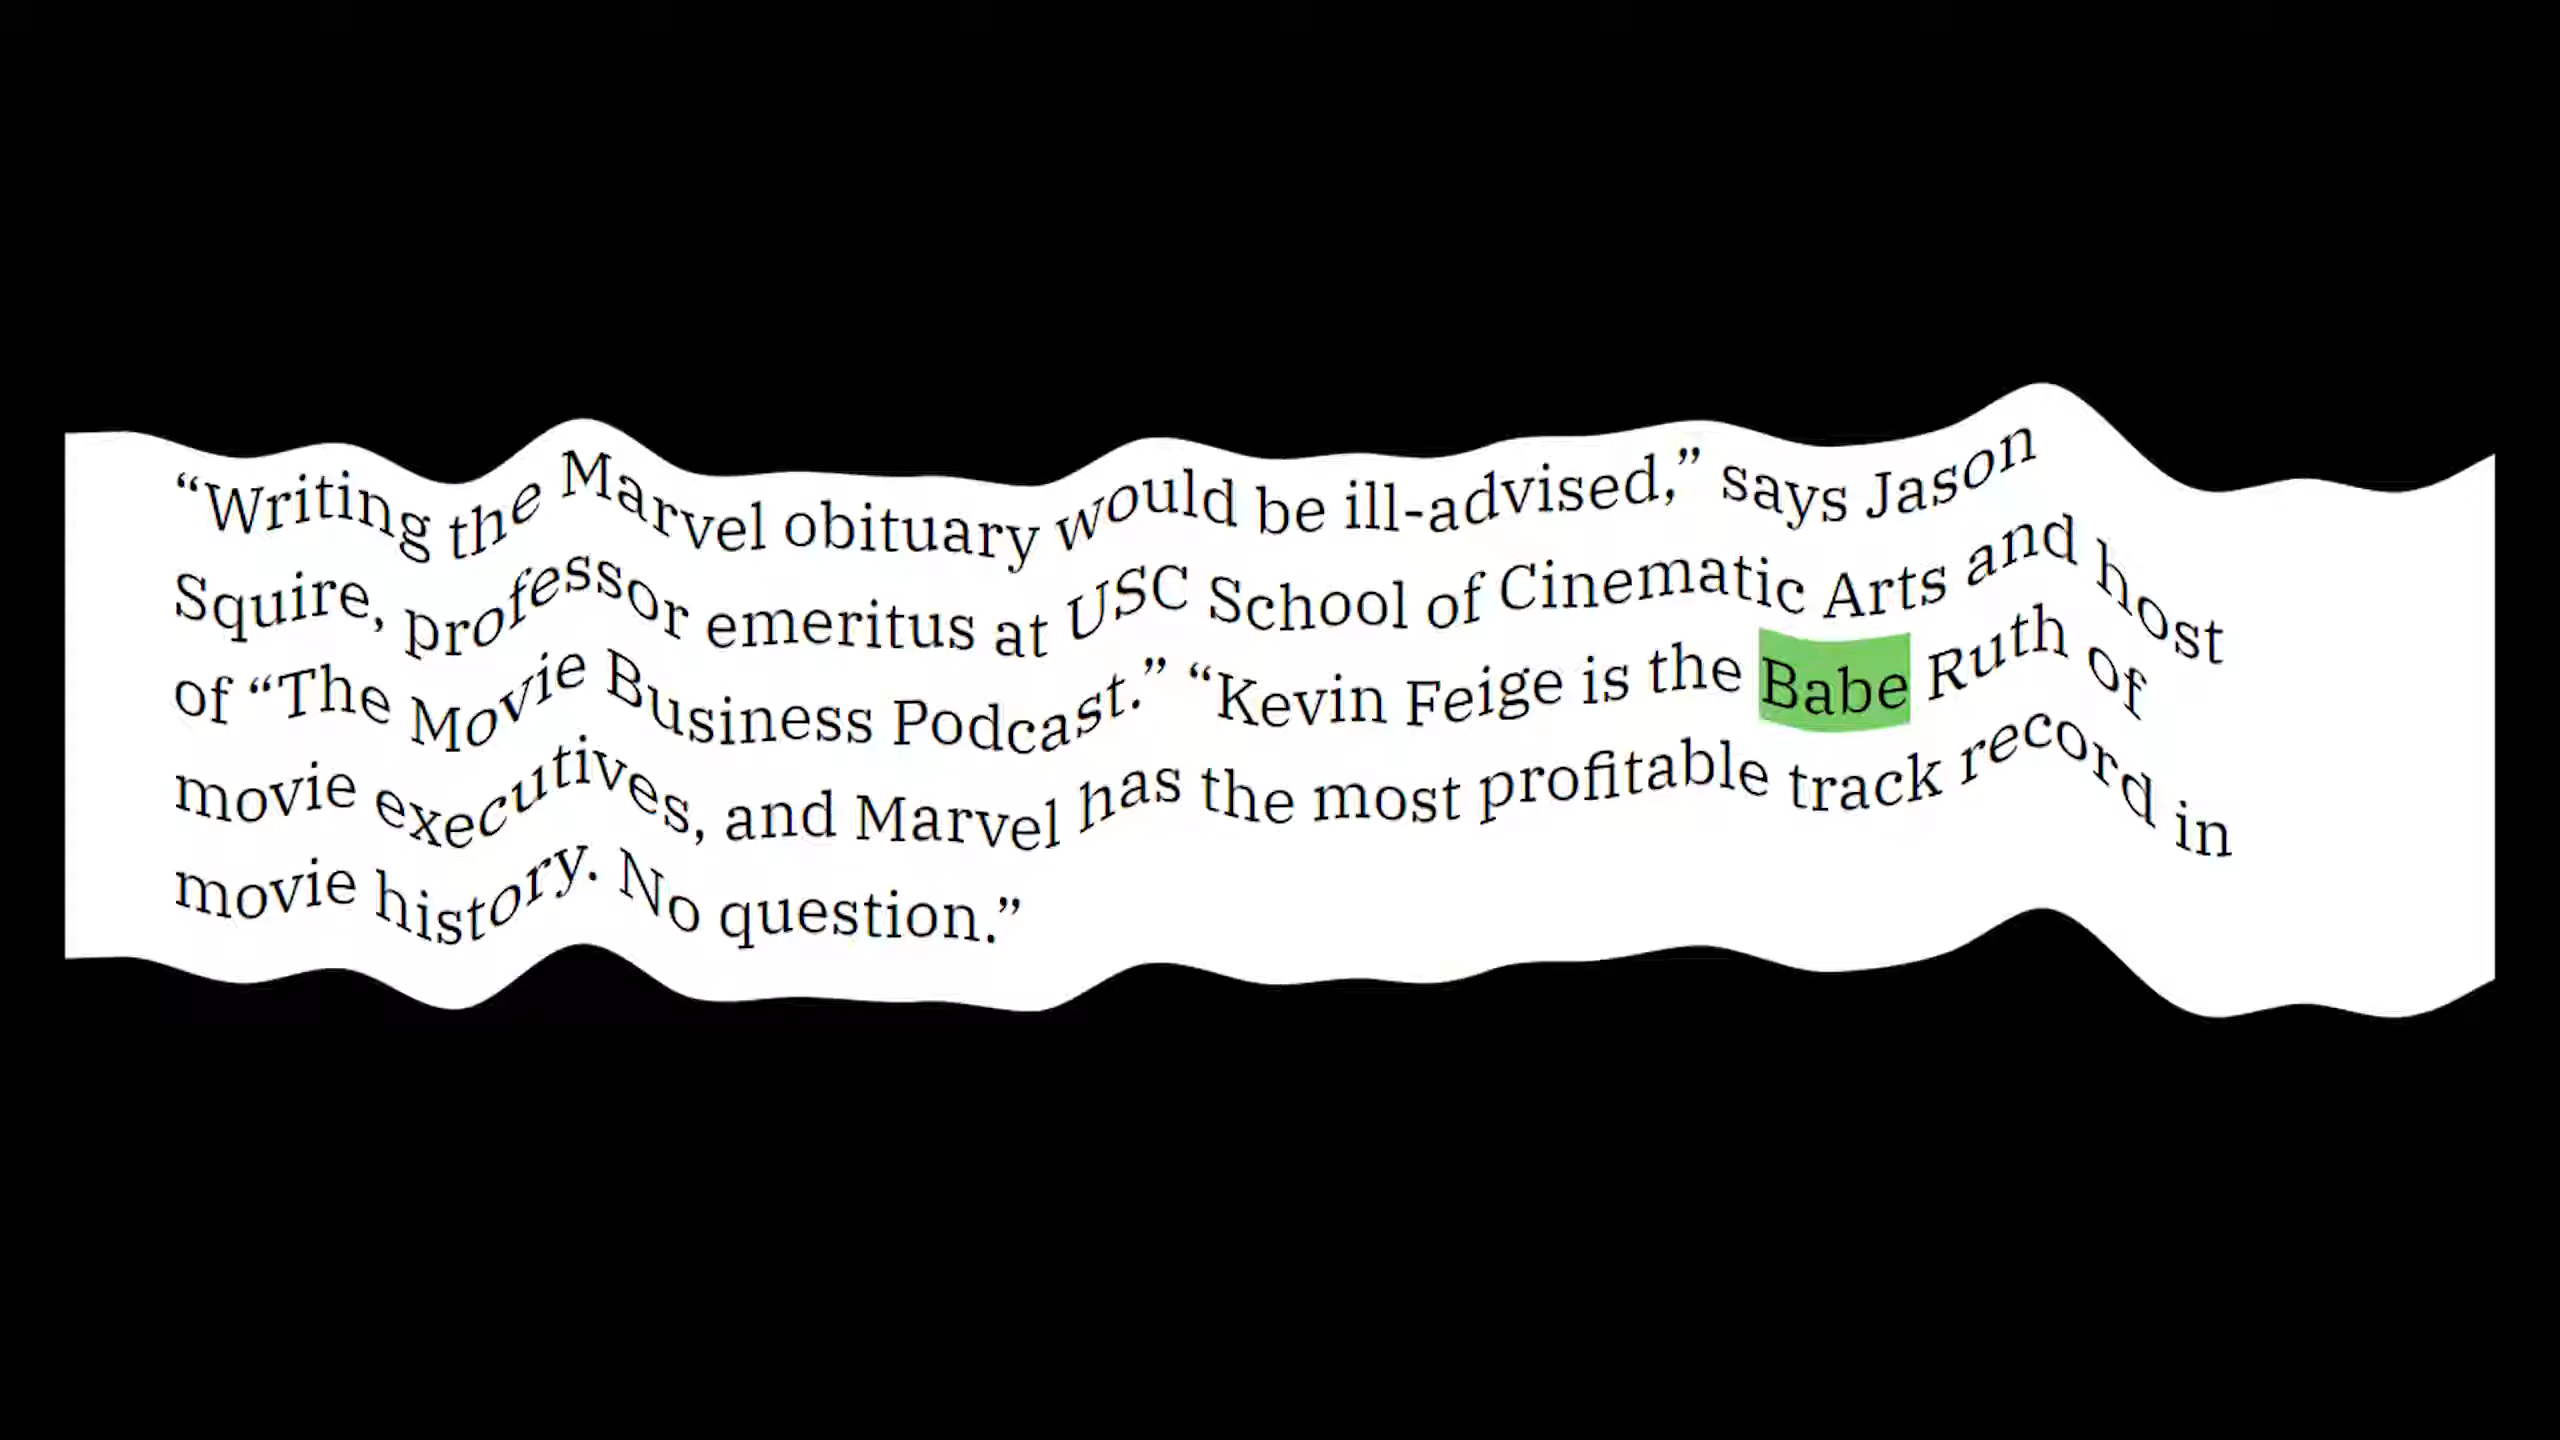 “Writing the Marvel obituary would be ill-advised,” says Jason
Squire, professor emeritus at USC School of Cinematic Arts and host
of “The Movie Business Podcast.” “Kevin Feige is the Babe Ruth of
movie executives, and Marvel has the most profitable track record in
movie history. No question.”